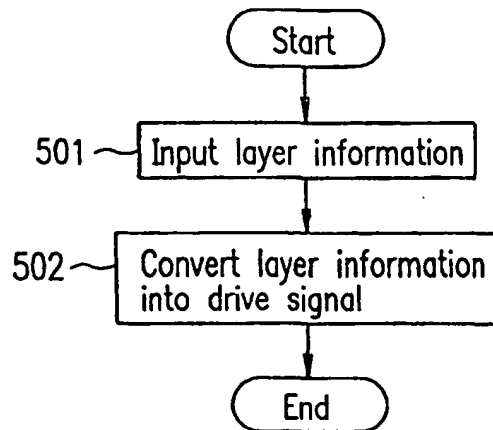 Start
501 Input layer information
502 Convert layer information
into drive signal
End